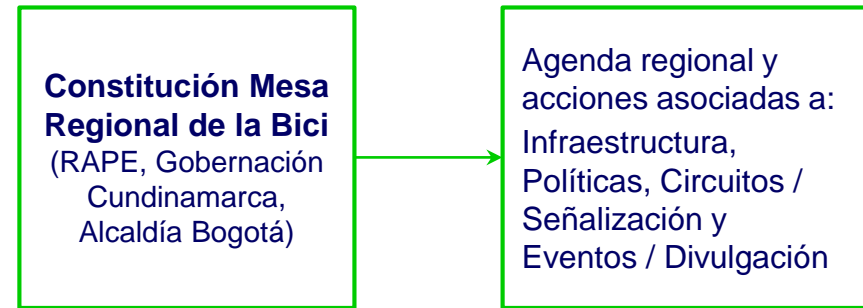 Constitución Mesa
Regional de la Bici
(RAPE, Gobernación
Cundinamarca,
Alcaldía Bogotá)
Agenda regional y
acciones asociadas a:
Infraestructura,
Políticas, Circuitos /
Señalización y
Eventos / Divulgación